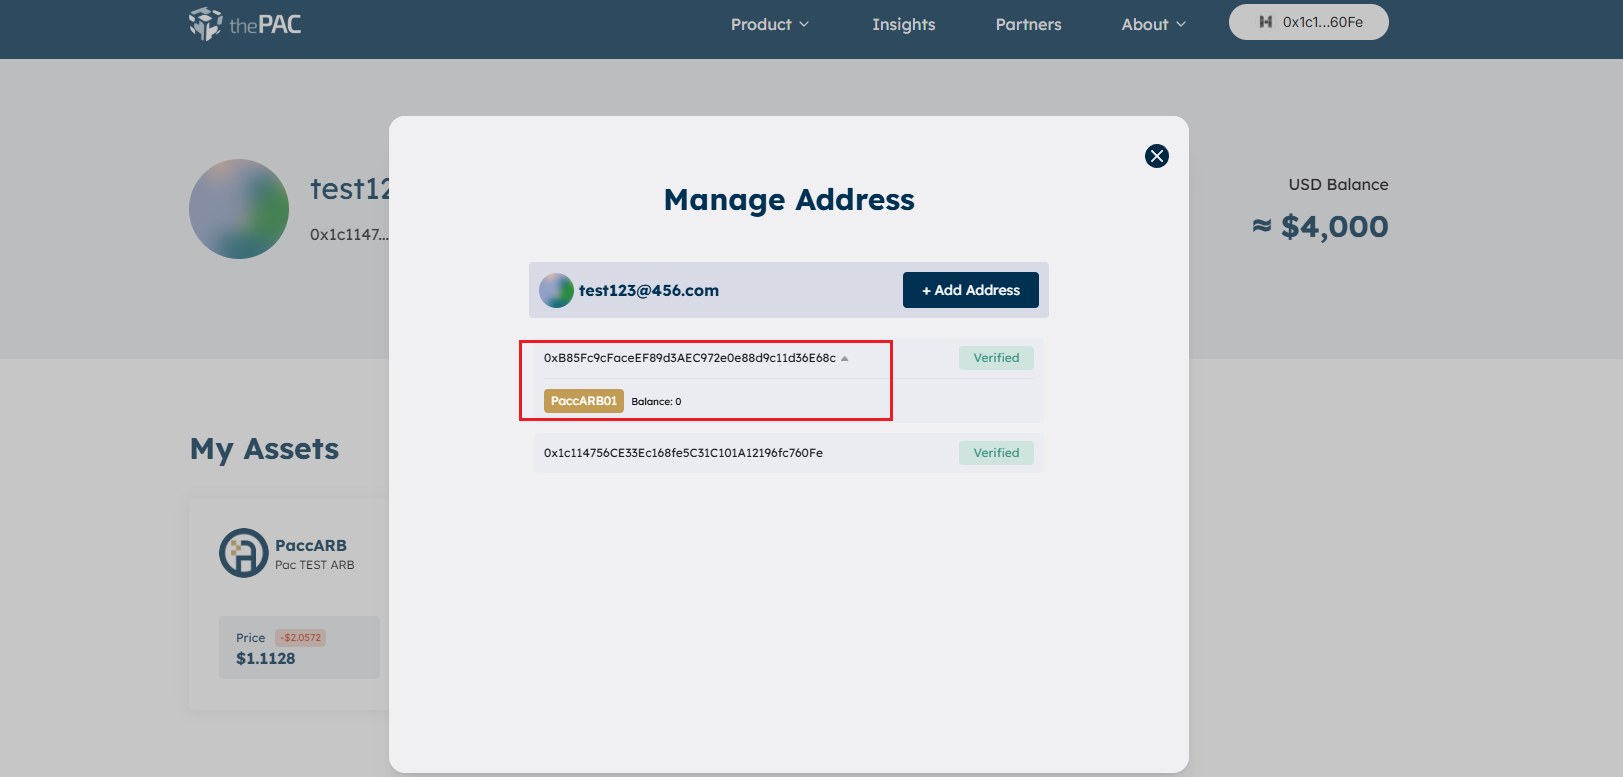 thePAC
Product
Insights
Partners
About
0x1c1...60Fe
test12
0x1c1147...
USD Balance
≈ $4,000
Manage Address
test123@456.com
+ Add Address
0xB85Fc9cFaceEF89d3AEC972e0e88d9c11d36E68c
Verified
PaccARB01 Balance: 0
0x1c114756CE33Ec168fe5C31C101A12196fc760Fe
Verified
My Assets
PaccARB
Pac TEST ARB
Price -$2.0572
$1.1128